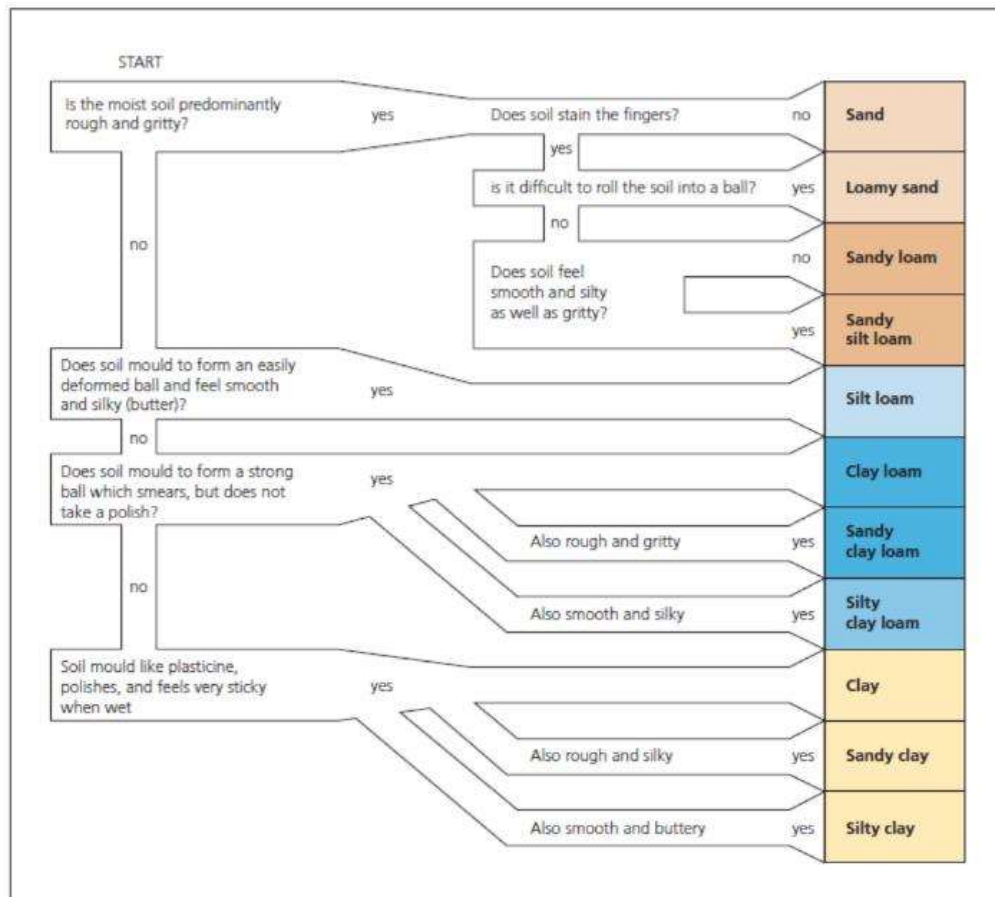 START
Is the moist soil predominantly
rough and gritty?
yes
Does soil stain the fingers?
no
Sand
yes
is it difficult to roll the soil into a ball?
yes
Loamy sand
no
no
Does soil feel
smooth and silty
as well as gritty?
no
Sandy loam
yes
Sandy
silt loam
Does soil mould to form an easily
deformed ball and feel smooth
and silky (butter)?
yes
Silt loam
no
Does soil mould to form a strong
ball which smears, but does not
take a polish?
yes
Clay loam
Also rough and gritty
yes
Sandy
clay loam
no
Also smooth and silky
yes
Silty
clay loam
Soil mould like plasticine,
polishes, and feels very sticky
when wet
yes
Clay
Also rough and silky
yes
Sandy clay
Also smooth and buttery
yes
Silty clay